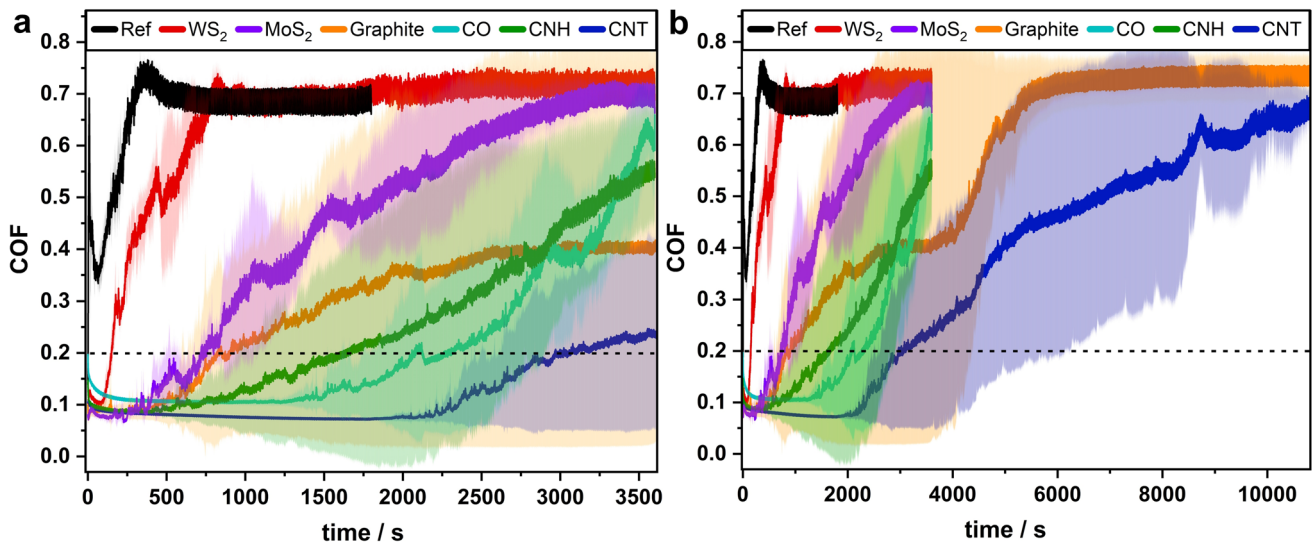 a
Ref WS₂ MoS₂ Graphite CO CNH CNT
0.8
0.7
0.6
0.5
0.4
0.3
0.2
0.1
0.0
COF
0 500 1000 1500 2000 2500 3000 3500
time / s
b
Ref WS₂ MoS₂ Graphite CO CNH CNT
0.8
0.7
0.6
0.5
0.4
0.3
0.2
0.1
0.0
COF
0 2000 4000 6000 8000 10000
time / s